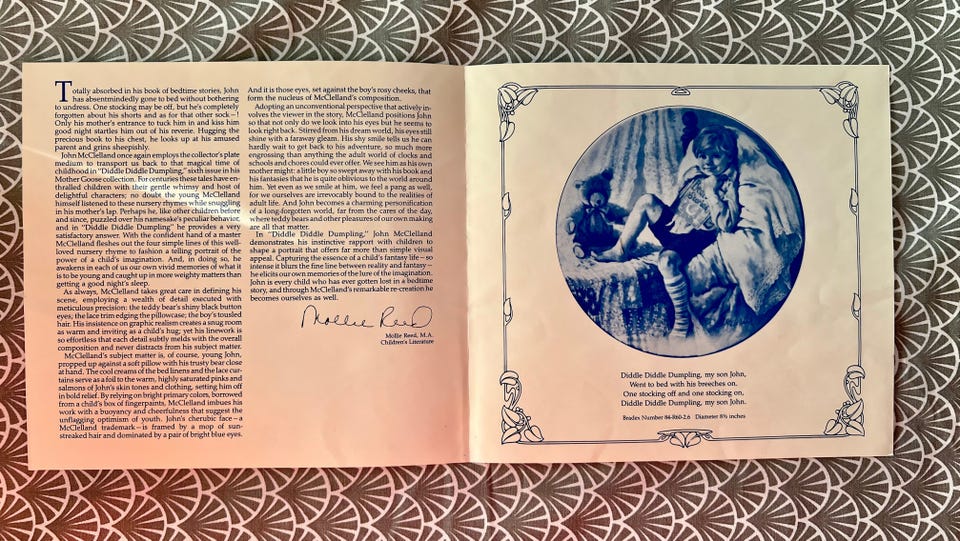 Totally absorbed in his book of bedtime stories, John
has absentmindedly gone to bed without bothering
to undress. One stocking may be off, but he's completely
forgotten about his shorts and for that other sock—!
Only his mother's entrance to tuck him in and kiss him
good night startles him out of his reverie. Hugging the
precious book to his chest, he looks up at his amused
parent and grins sheepishly.
John McClelland once again employs the collector's plate
medium to transport us back to that magical time of
childhood in "Diddle Diddle Dumpling," sixth issue in his
Mother Goose collection. For centuries these tales have en-
thralled children with their gentle whimsy and host of
delightful characters; no doubt the young McClelland
himself listened to these nursery rhymes while snuggling
in his mother's lap. Perhaps he, like other children before
and since, puzzled over his namesake's peculiar behavior,
and in "Diddle Diddle Dumpling" he provides a very
satisfactory answer. With the confident hand of a master
McClelland fleshes out the four simple lines of this well-
loved nursery rhyme to fashion a telling portrait of the
power of a child's imagination. And, in doing so, he
awakens in each of us our own vivid memories of what it
is to be young and caught up in more weighty matters than
getting a good night's sleep.
As always, McClelland takes great care in defining his
scene, employing a wealth of detail executed with
meticulous precision: the teddy bear's shiny black button
eyes; the lace trim edging the pillowcase; the boy's tousled
hair. His insistence on graphic realism creates a snug room
as warm and inviting as a child's hug; yet his linework is
so effortless that each detail subtly melds with the overall
composition and never distracts from his subject matter.
McClelland's subject matter is, of course, young John,
propped up against a soft pillow with his trusty bear close
at hand. The cool creams of the bed linens and the lace cur-
tains serve as a foil to the warm, highly saturated pinks and
salmons of John's skin tones and clothing, setting him off
in bold relief. By relying on bright primary colors, borrowed
from a child's box of fingerpaints, McClelland imbues his
work with a buoyancy and cheerfulness that suggest the
unflagging optimism of youth. John's cherubic face—a
McClelland trademark—is framed by a mop of sun-
streaked hair and dominated by a pair of bright blue eyes.
And it is those eyes, set against the boy's rosy cheeks, that
form the nucleus of McClelland's composition.
Adopting an unconventional perspective that actively in-
volves the viewer in the story, McClelland positions John
so that not only do we look into his eyes but he seems to
look right back. Stirred from his dream world, his eyes still
shine with a faraway gleam. His shy smile tells us he can
hardly wait to get back to his adventure, so much more
engrossing than anything the adult world of clocks and
schools and chores could ever offer. We see him as his own
mother might: a little boy so swept away with his book and
his fantasies that he is quite oblivious to the world around
him. Yet even as we smile at him, we feel a pang as well,
for we ourselves are irrevocably bound to the realities of
adult life. And John becomes a charming personification
of a long-forgotten world, far from the cares of the day,
where teddy bears and other pleasures of our own making
are all that matter.
In "Diddle Diddle Dumpling," John McClelland
demonstrates his instinctive rapport with children to
shape a portrait that offers far more than simple visual
appeal. Capturing the essence of a child's fantasy life—so
intense it blurs the fine line between reality and fantasy—
he elicits our own memories of the lure of the imagination.
John is every child who has ever gotten lost in a bedtime
story, and through McClelland's remarkable re-creation he
becomes ourselves as well.
Mollie Reed
Mollie Reed, M.A.
Children's Literature
Diddle Diddle Dumpling, my son John,
Went to bed with his breeches on.
One stocking off and one stocking on,
Diddle Diddle Dumpling, my son John.
Bradex Number 84-R60-2.6 Diameter 8½ inches